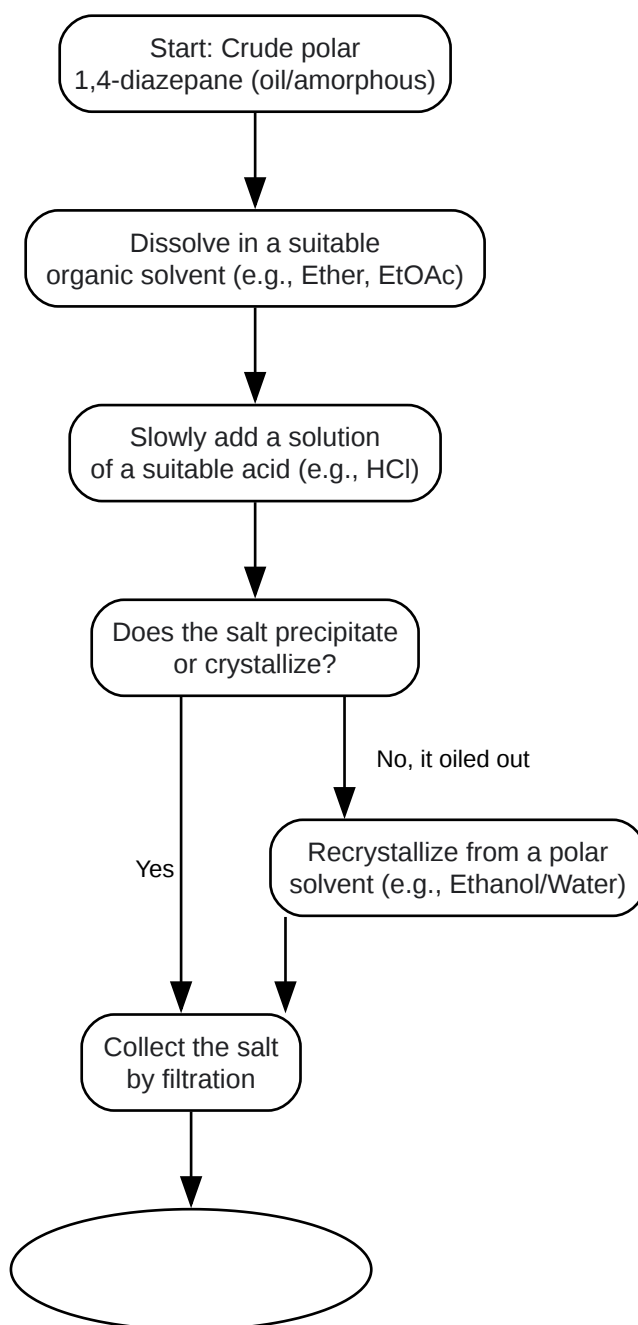 Start: Crude polar
1,4-diazepane (oil/amorphous)
Dissolve in a suitable
organic solvent (e.g., Ether, EtOAc)
Slowly add a solution
of a suitable acid (e.g., HCl)
Does the salt precipitate
or crystallize?
No, it oiled out
Recrystallize from a polar
solvent (e.g., Ethanol/Water)
Yes
Collect the salt
by filtration